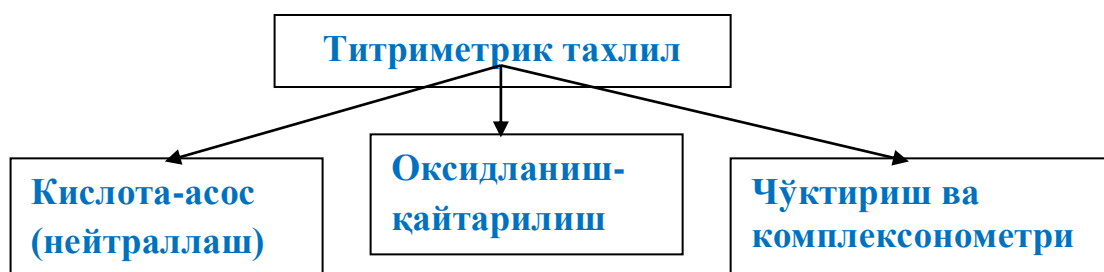 Титриметрик тахлил
Кислота-асос
(нейтраллаш)
Оксидланиш-
қайтарилиш
Чўктириш ва
комплексонометри